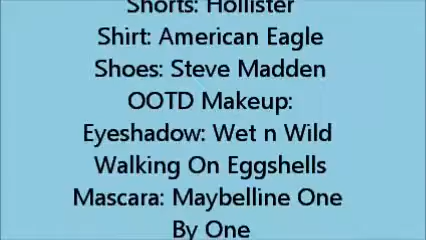 Shorts: Hollister
Shirt: American Eagle
Shoes: Steve Madden
OOTD Makeup:
Eyeshadow: Wet n Wild
Walking On Eggshells
Mascara: Maybelline One
By One